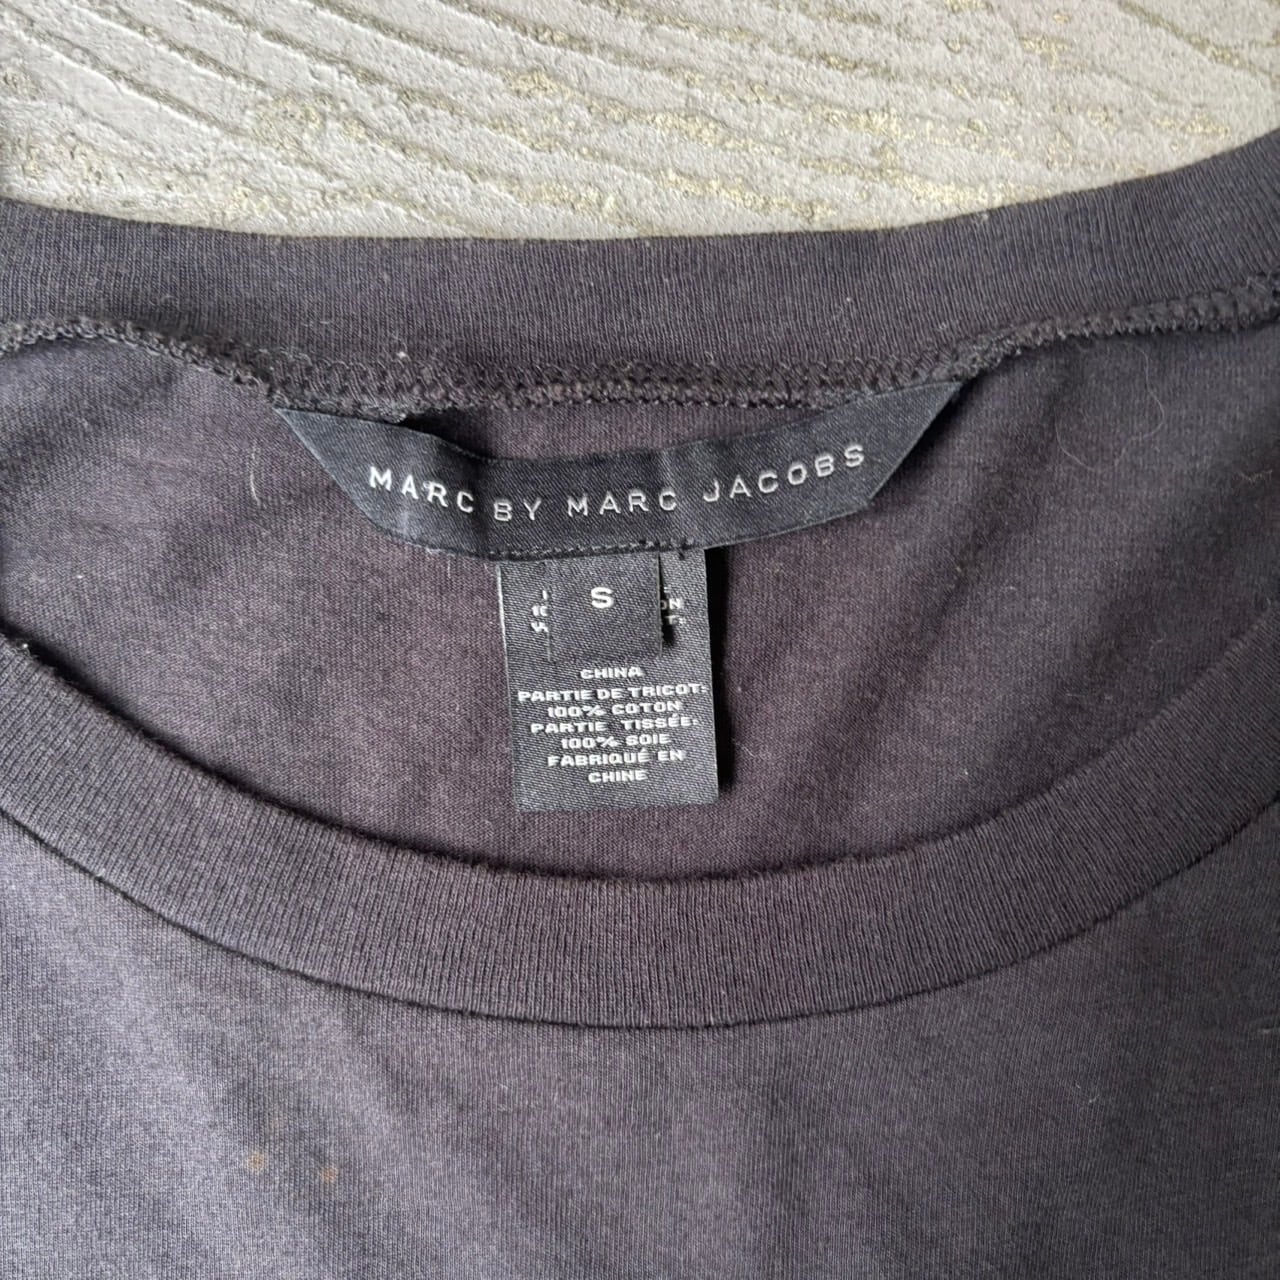 MARC BY MARC JACOBS
S
CHINA
PARTIE DE TRICOT:
100% COTON
PARTIE TISSÉE:
100% SOIE
FABRIQUÉ EN
CHINE